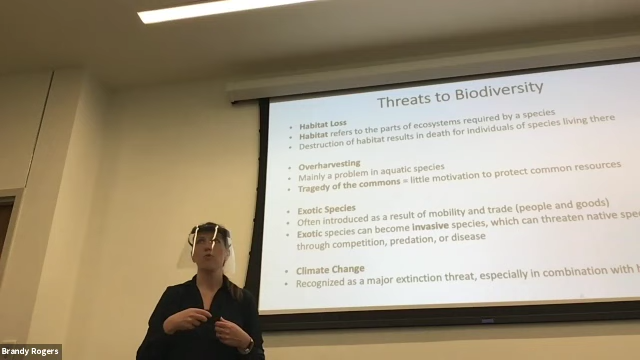 Threats to Biodiversity
• Habitat Loss
• Habitat refers to the parts of ecosystems required by a species
• Destruction of habitat results in death for individuals of species living there
• Overharvesting
• Mainly a problem in aquatic species
• Tragedy of the commons = little motivation to protect common resources
• Exotic Species
• Often introduced as a result of mobility and trade (people and goods)
• Exotic species can become invasive species, which can threaten native
through competition, predation, or disease
• Climate Change
• Recognized as a major extinction threat, especially in combination with
Brandy Rogers